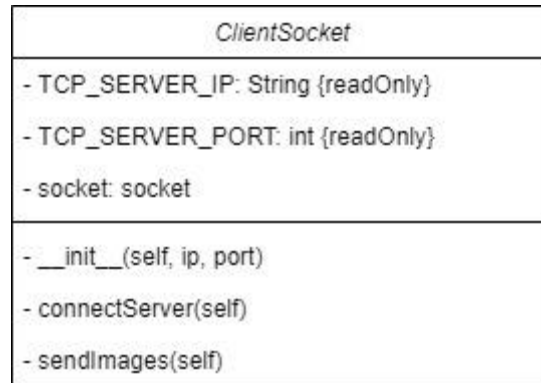 ClientSocket
- TCP_SERVER_IP: String {readOnly}
- TCP_SERVER_PORT: int {readOnly}
- socket: socket
- __init__(self, ip, port)
- connectServer(self)
- sendImages(self)